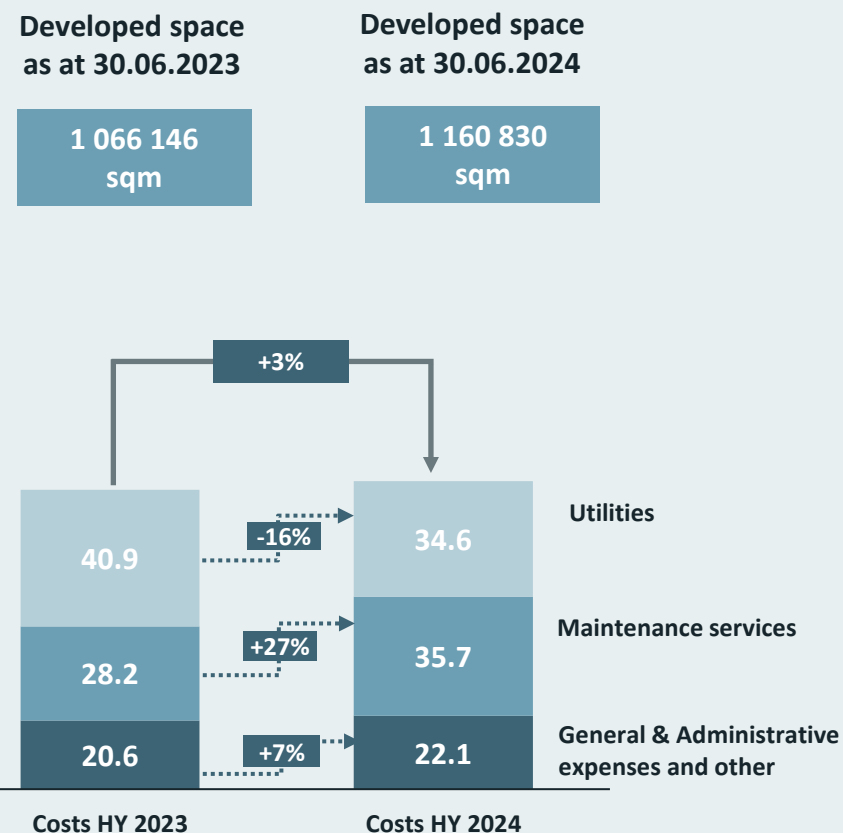 Developed space
as at 30.06.2023
Developed space
as at 30.06.2024
1 066 146
sqm
1 160 830
sqm
+3%
40.9
-16%
34.6
Utilities
28.2
+27%
35.7
Maintenance services
20.6
+7%
22.1
General & Administrative
expenses and other
Costs HY 2023
Costs HY 2024